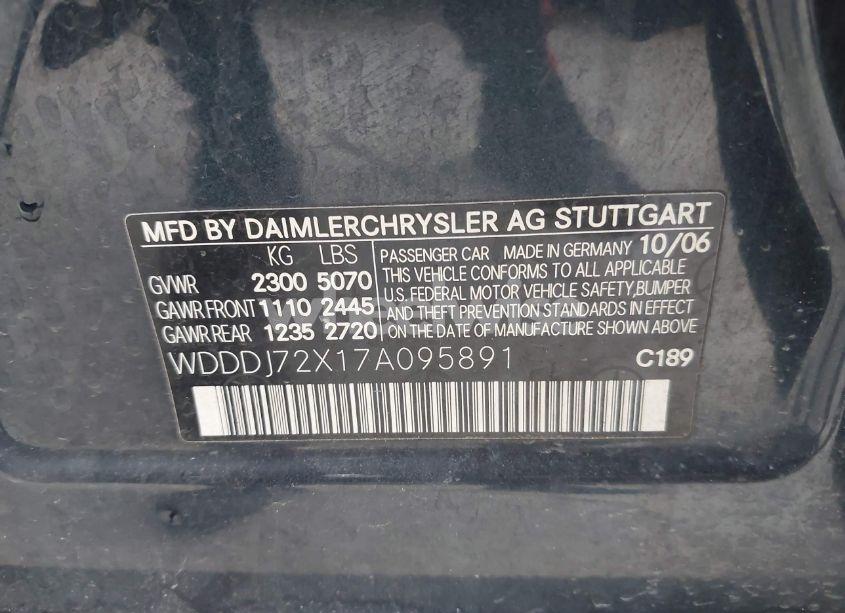 MFD BY DAIMLERCHRYSLER AG STUTTGART
KG LBS
GVWR 2300 5070
GAWR FRONT 1110 2445
GAWR REAR 1235 2720
PASSENGER CAR MADE IN GERMANY 10/06
THIS VEHICLE CONFORMS TO ALL APPLICABLE
U.S. FEDERAL MOTOR VEHICLE SAFETY,BUMPER
AND THEFT PREVENTION STANDARDS IN EFFECT
ON THE DATE OF MANUFACTURE SHOWN ABOVE
WDDDJ72X17A095891 C189